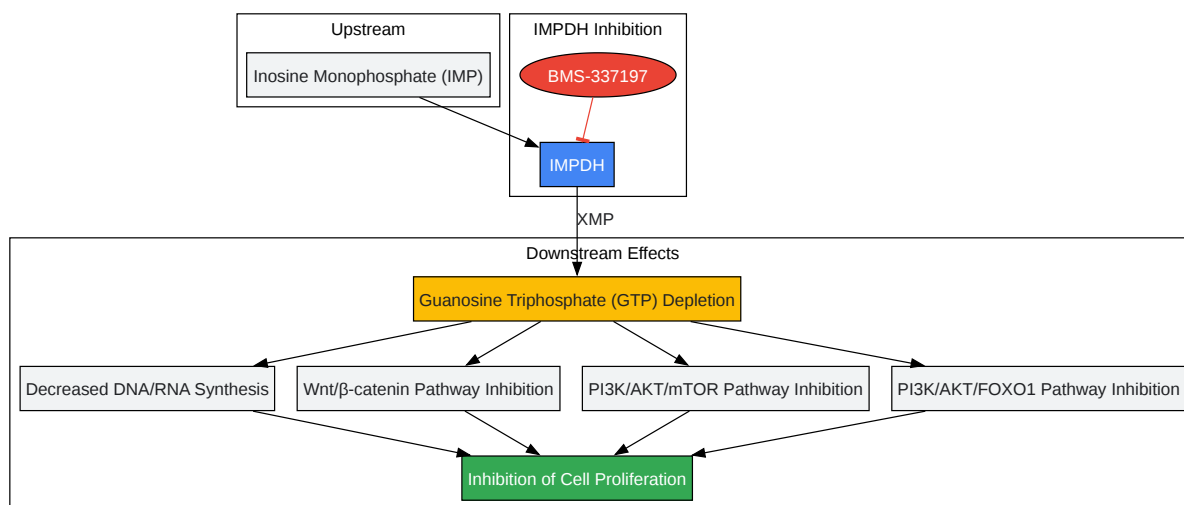 Upstream
IMPDH Inhibition
Inosine Monophosphate (IMP)
BMS-337197
IMPDH
XMP
Downstream Effects
Guanosine Triphosphate (GTP) Depletion
Decreased DNA/RNA Synthesis
Wnt/β-catenin Pathway Inhibition
PI3K/AKT/mTOR Pathway Inhibition
PI3K/AKT/FOXO1 Pathway Inhibition
Inhibition of Cell Proliferation